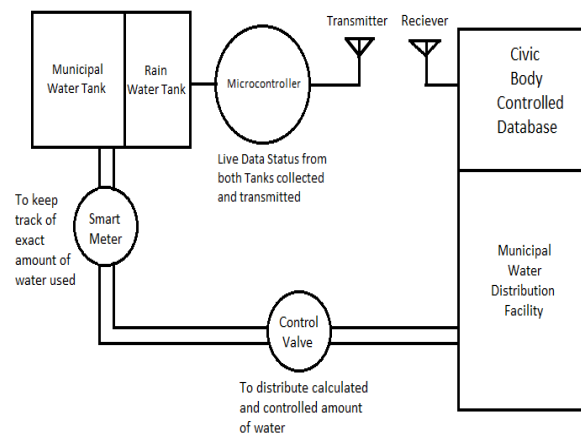 Transmitter
Reciever
Municipal
Water Tank
Rain
Water Tank
Microcontroller
Civic
Body
Controlled
Database
Live Data Status from
both Tanks collected
and transmitted
To keep
track of
exact
amount of
water used
Smart
Meter
Municipal
Water
Distribution
Facility
Control
Valve
To distribute calculated
and controlled amount
of water